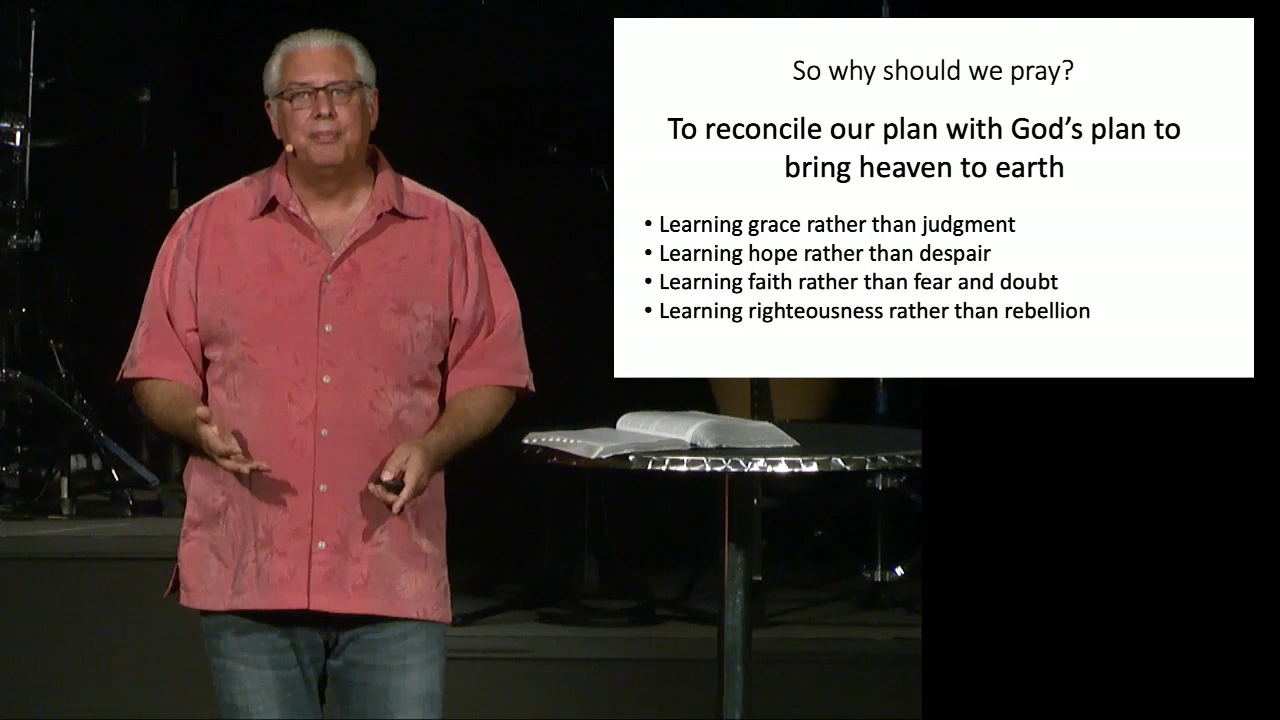 So why should we pray?
To reconcile our plan with God’s plan to
bring heaven to earth
• Learning grace rather than judgment
• Learning hope rather than despair
• Learning faith rather than fear and doubt
• Learning righteousness rather than rebellion